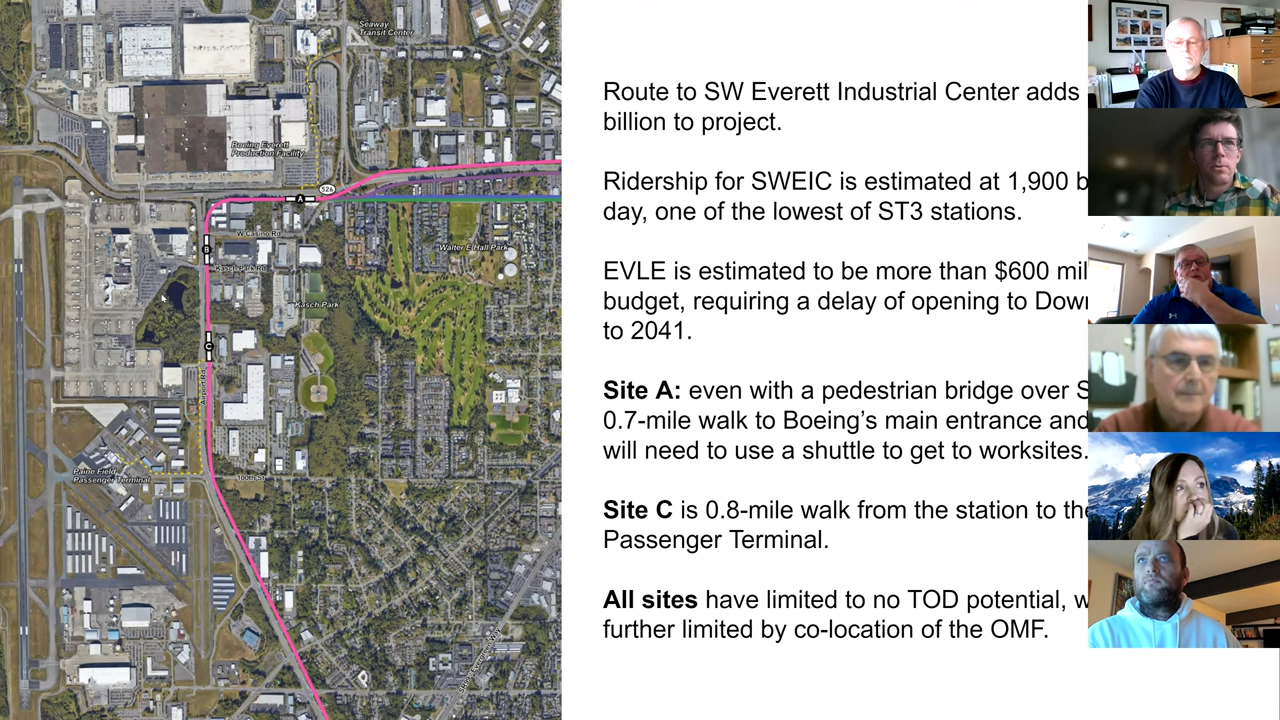 Seaway
Transit Center
Boeing Everett
Production Facility
526
A
W Casino Rd
B
Kasch Park Rd
Walter E Hall Park
Kasch Park
C
Airport Rd
Paine Field
Passenger Terminal
100th St
Route to SW Everett Industrial Center adds
billion to project.
Ridership for SWEIC is estimated at 1,900 b
day, one of the lowest of ST3 stations.
EVLE is estimated to be more than $600 mil
budget, requiring a delay of opening to Dow
to 2041.
Site A: even with a pedestrian bridge over S
0.7-mile walk to Boeing’s main entrance and
will need to use a shuttle to get to worksites.
Site C is 0.8-mile walk from the station to the
Passenger Terminal.
All sites have limited to no TOD potential, w
further limited by co-location of the OMF.